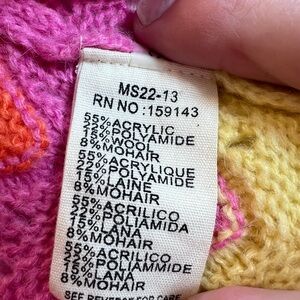 MS22-13
RN NO:159143
55%ACRYLIC
22%POLYAMIDE
15%WOOL
8%MOHAIR
55%ACRYLIQUE
22%POLYAMIDE
15%LAINE
8%MOHAIR
55%ACRILICO
22%POLIAMIDA
15%LANA
8%MOHAIR
55%ACRILICO
22%POLIAMMIDE
15%LANA
8%MOHAIR
SEE REVERSE FOR CARE